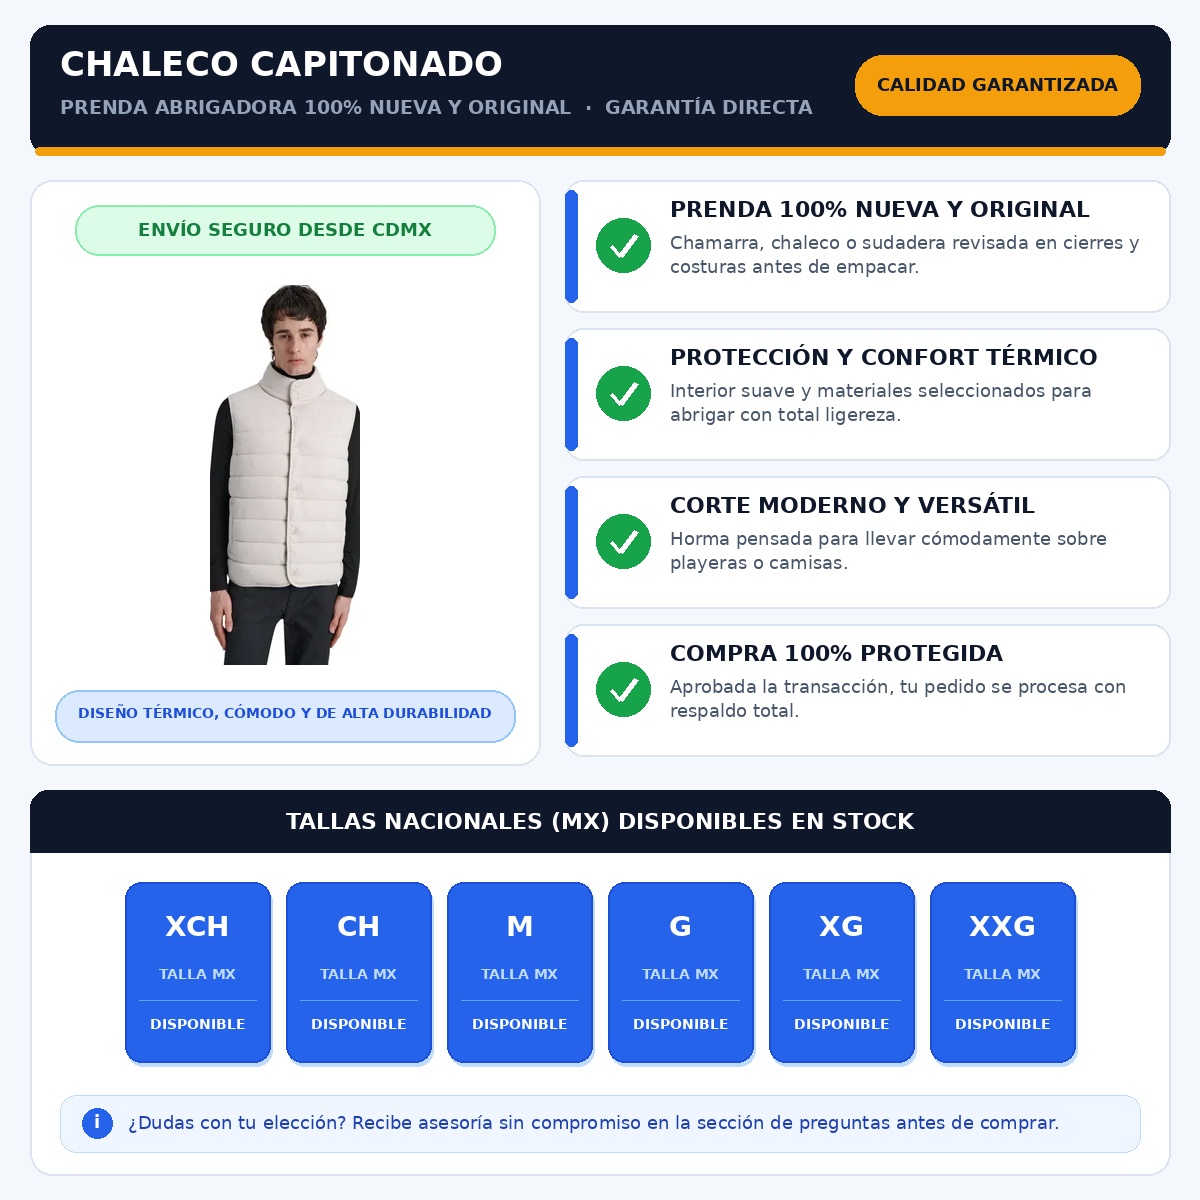 CHALECO CAPITONADO
PRENDA ABRIGADORA 100% NUEVA Y ORIGINAL · GARANTÍA DIRECTA
CALIDAD GARANTIZADA
ENVÍO SEGURO DESDE CDMX
DISEÑO TÉRMICO, CÓMODO Y DE ALTA DURABILIDAD
PRENDA 100% NUEVA Y ORIGINAL
Chamarra, chaleco o sudadera revisada en cierres y
costuras antes de empacar.
PROTECCIÓN Y CONFORT TÉRMICO
Interior suave y materiales seleccionados para
abrigar con total ligereza.
CORTE MODERNO Y VERSÁTIL
Horma pensada para llevar cómodamente sobre
playeras o camisas.
COMPRA 100% PROTEGIDA
Aprobada la transacción, tu pedido se procesa con
respaldo total.
TALLAS NACIONALES (MX) DISPONIBLES EN STOCK
XCH
TALLA MX
DISPONIBLE
CH
TALLA MX
DISPONIBLE
M
TALLA MX
DISPONIBLE
G
TALLA MX
DISPONIBLE
XG
TALLA MX
DISPONIBLE
XXG
TALLA MX
DISPONIBLE
i
¿Dudas con tu elección? Recibe asesoría sin compromiso en la sección de preguntas antes de comprar.